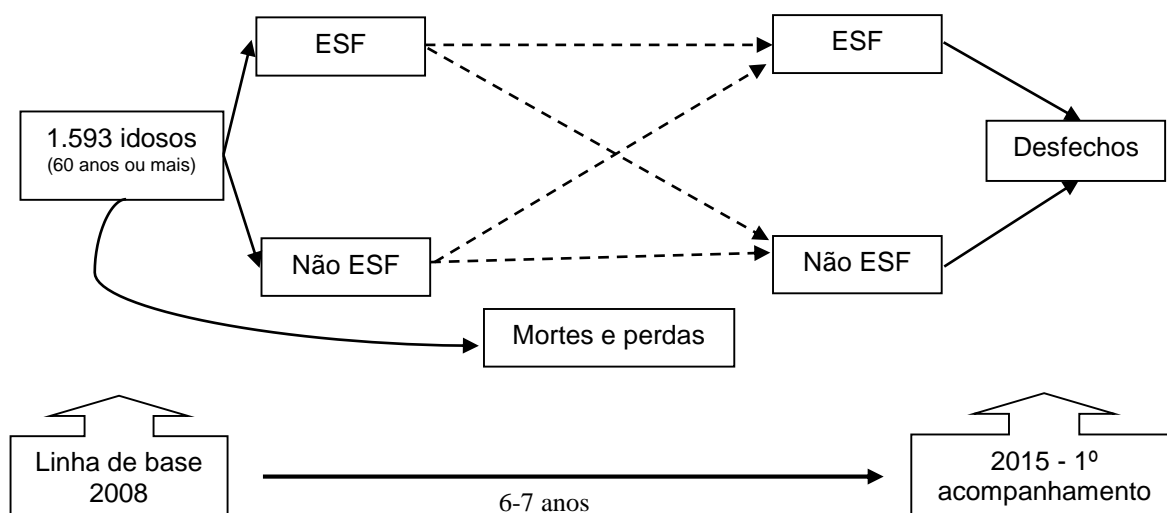 ESF
ESF
1.593 idosos
(60 anos ou mais)
Desfechos
Não ESF
Não ESF
Mortes e perdas
Linha de base
2008
6-7 anos
2015 - 1º
acompanhamento